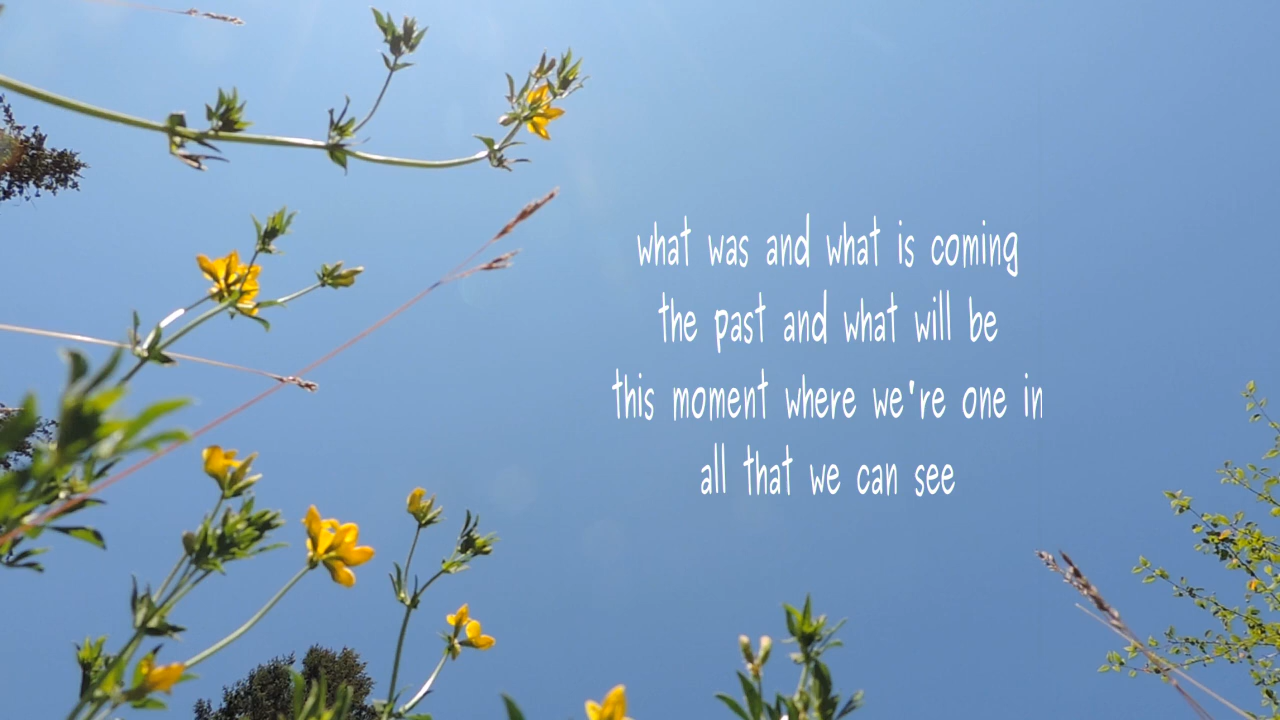 what was and what is coming
the past and what will be
this moment where we're one in
all that we can see